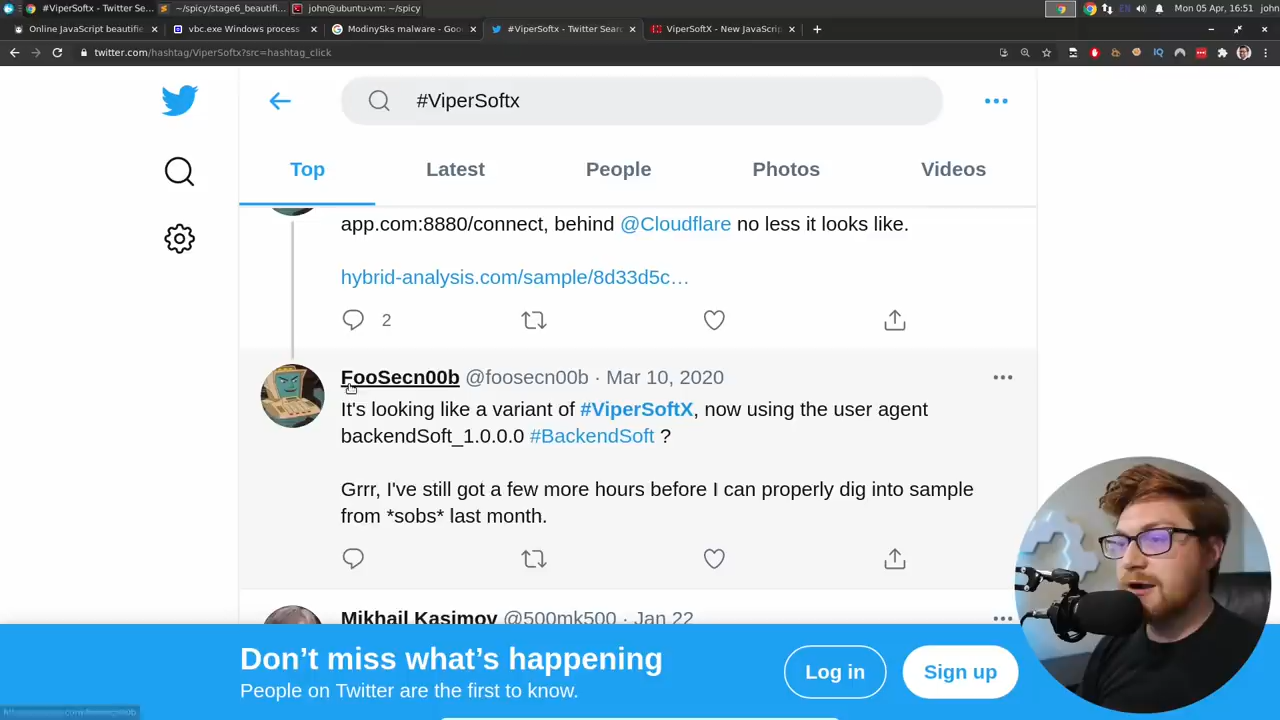 #ViperSoftx - Twitter Se...
~/spicy/stage6_beautifi...
john@ubuntu-vm: ~/spicy
EN
Mon 05 Apr, 16:51
john
Online JavaScript beautifie
vbc.exe Windows process
ModinySks malware - Goo
#ViperSoftx - Twitter Searc
ViperSoftX - New JavaScrip
twitter.com/hashtag/ViperSoftx?src=hashtag_click
#ViperSoftx
Top
Latest
People
Photos
Videos
app.com:8880/connect, behind @Cloudflare no less it looks like.
hybrid-analysis.com/sample/8d33d5c…
2
FooSecn00b @foosecn00b · Mar 10, 2020
It's looking like a variant of #ViperSoftX, now using the user agent
backendSoft_1.0.0.0 #BackendSoft ?
Grrr, I've still got a few more hours before I can properly dig into sample
from *sobs* last month.
Mikhail Kasimov @500mk500 · Jan 22
Don't miss what's happening
People on Twitter are the first to know.
Log in
Sign up